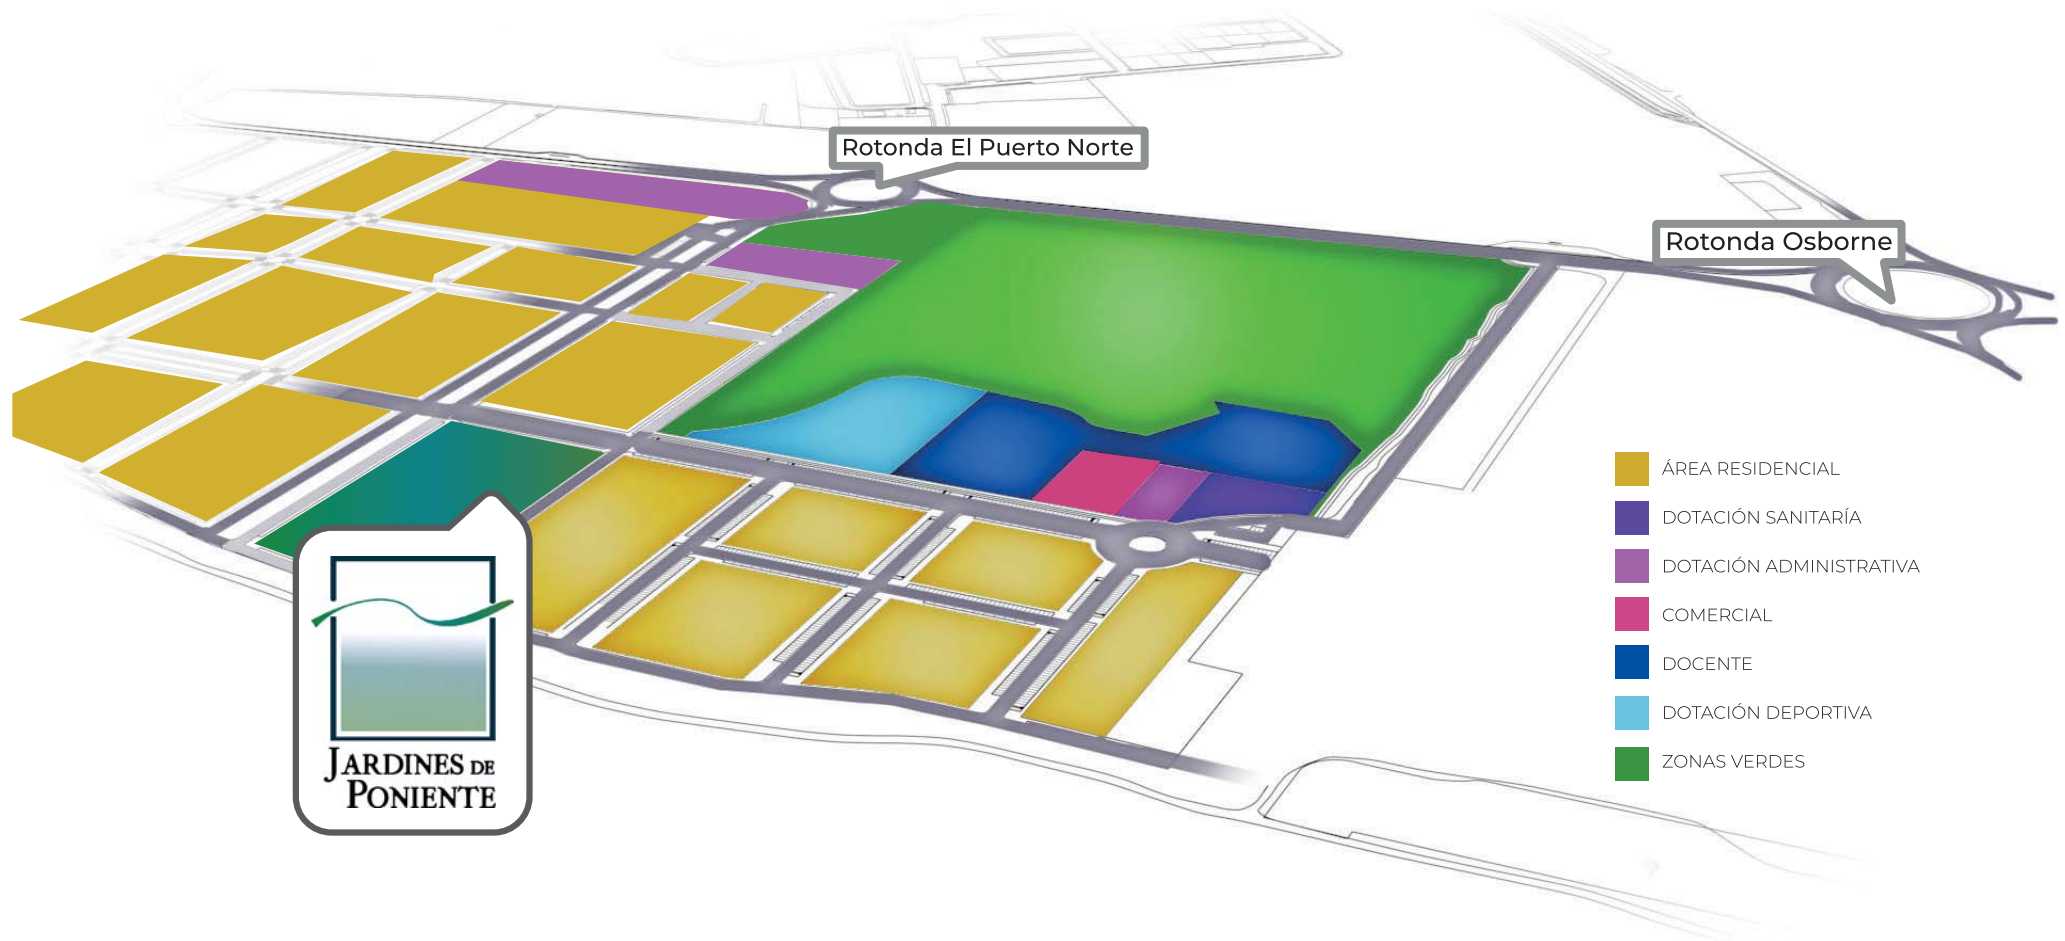 Rotonda El Puerto Norte
Rotonda Osborne
ÁREA RESIDENCIAL
DOTACIÓN SANITARÍA
DOTACIÓN ADMINISTRATIVA
COMERCIAL
DOCENTE
DOTACIÓN DEPORTIVA
ZONAS VERDES
JARDINES DE
PONIENTE